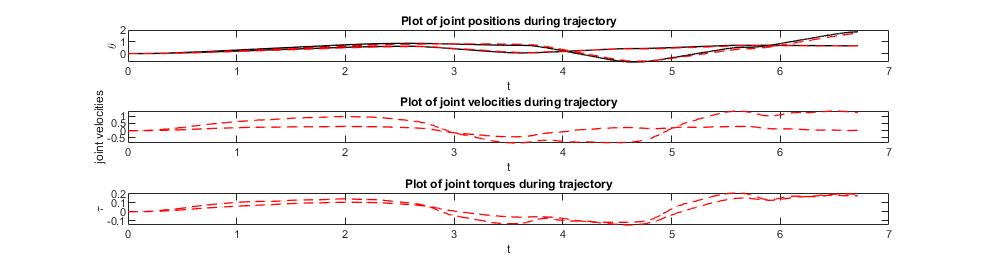 Plot of joint positions during trajectory
θ
2
1
0
0 1 2 3 4 5 6 7
t
Plot of joint velocities during trajectory
joint velocities
1
0.5
0
-0.5
0 1 2 3 4 5 6 7
t
Plot of joint torques during trajectory
τ
0.2
0.1
0
-0.1
0 1 2 3 4 5 6 7
t